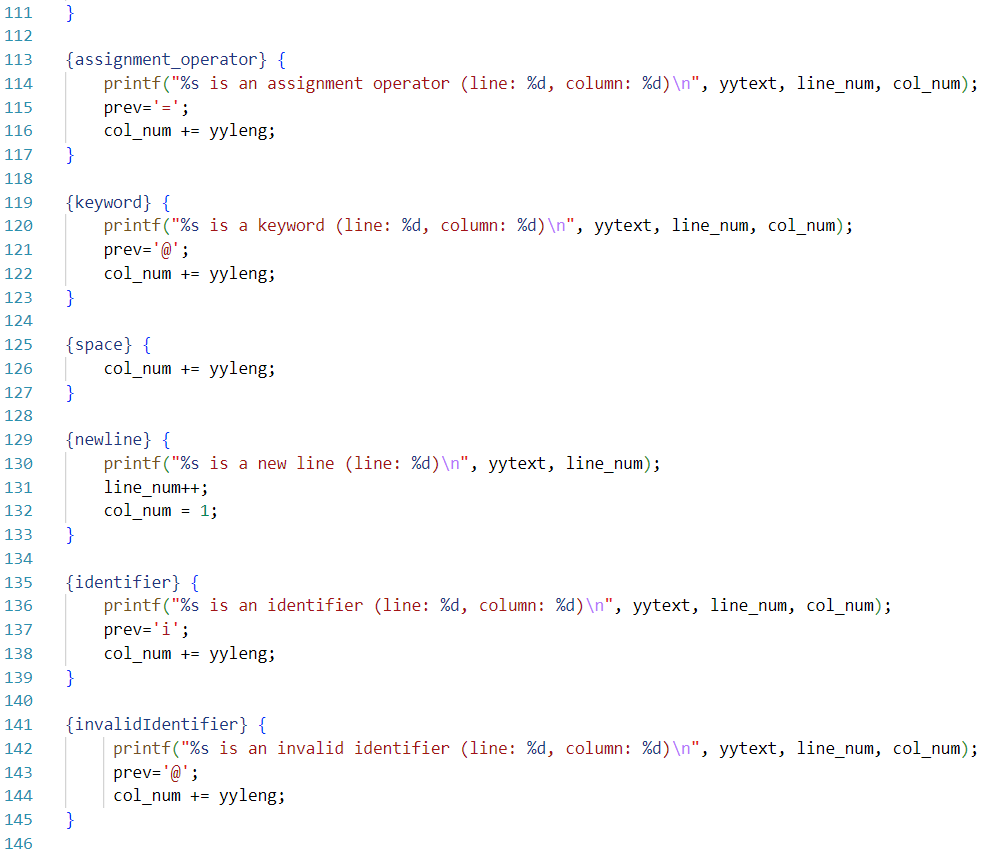 111 }
112
113 {assignment_operator} {
114     printf("%s is an assignment operator (line: %d, column: %d)\n", yytext, line_num, col_num);
115     prev='=';
116     col_num += yyleng;
117 }
118
119 {keyword} {
120     printf("%s is a keyword (line: %d, column: %d)\n", yytext, line_num, col_num);
121     prev='@';
122     col_num += yyleng;
123 }
124
125 {space} {
126     col_num += yyleng;
127 }
128
129 {newline} {
130     printf("%s is a new line (line: %d)\n", yytext, line_num);
131     line_num++;
132     col_num = 1;
133 }
134
135 {identifier} {
136     printf("%s is an identifier (line: %d, column: %d)\n", yytext, line_num, col_num);
137     prev='i';
138     col_num += yyleng;
139 }
140
141 {invalidIdentifier} {
142      printf("%s is an invalid identifier (line: %d, column: %d)\n", yytext, line_num, col_num);
143      prev='@';
144      col_num += yyleng;
145 }
146